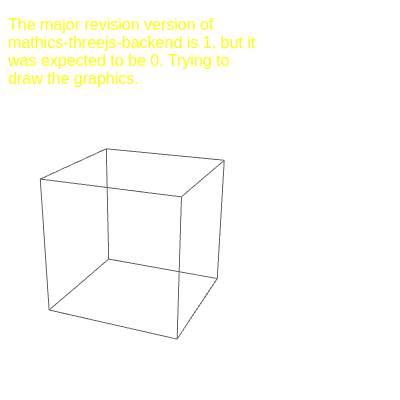 The major revision version of
mathics-threejs-backend is 1, but it
was expected to be 0. Trying to
draw the graphics.